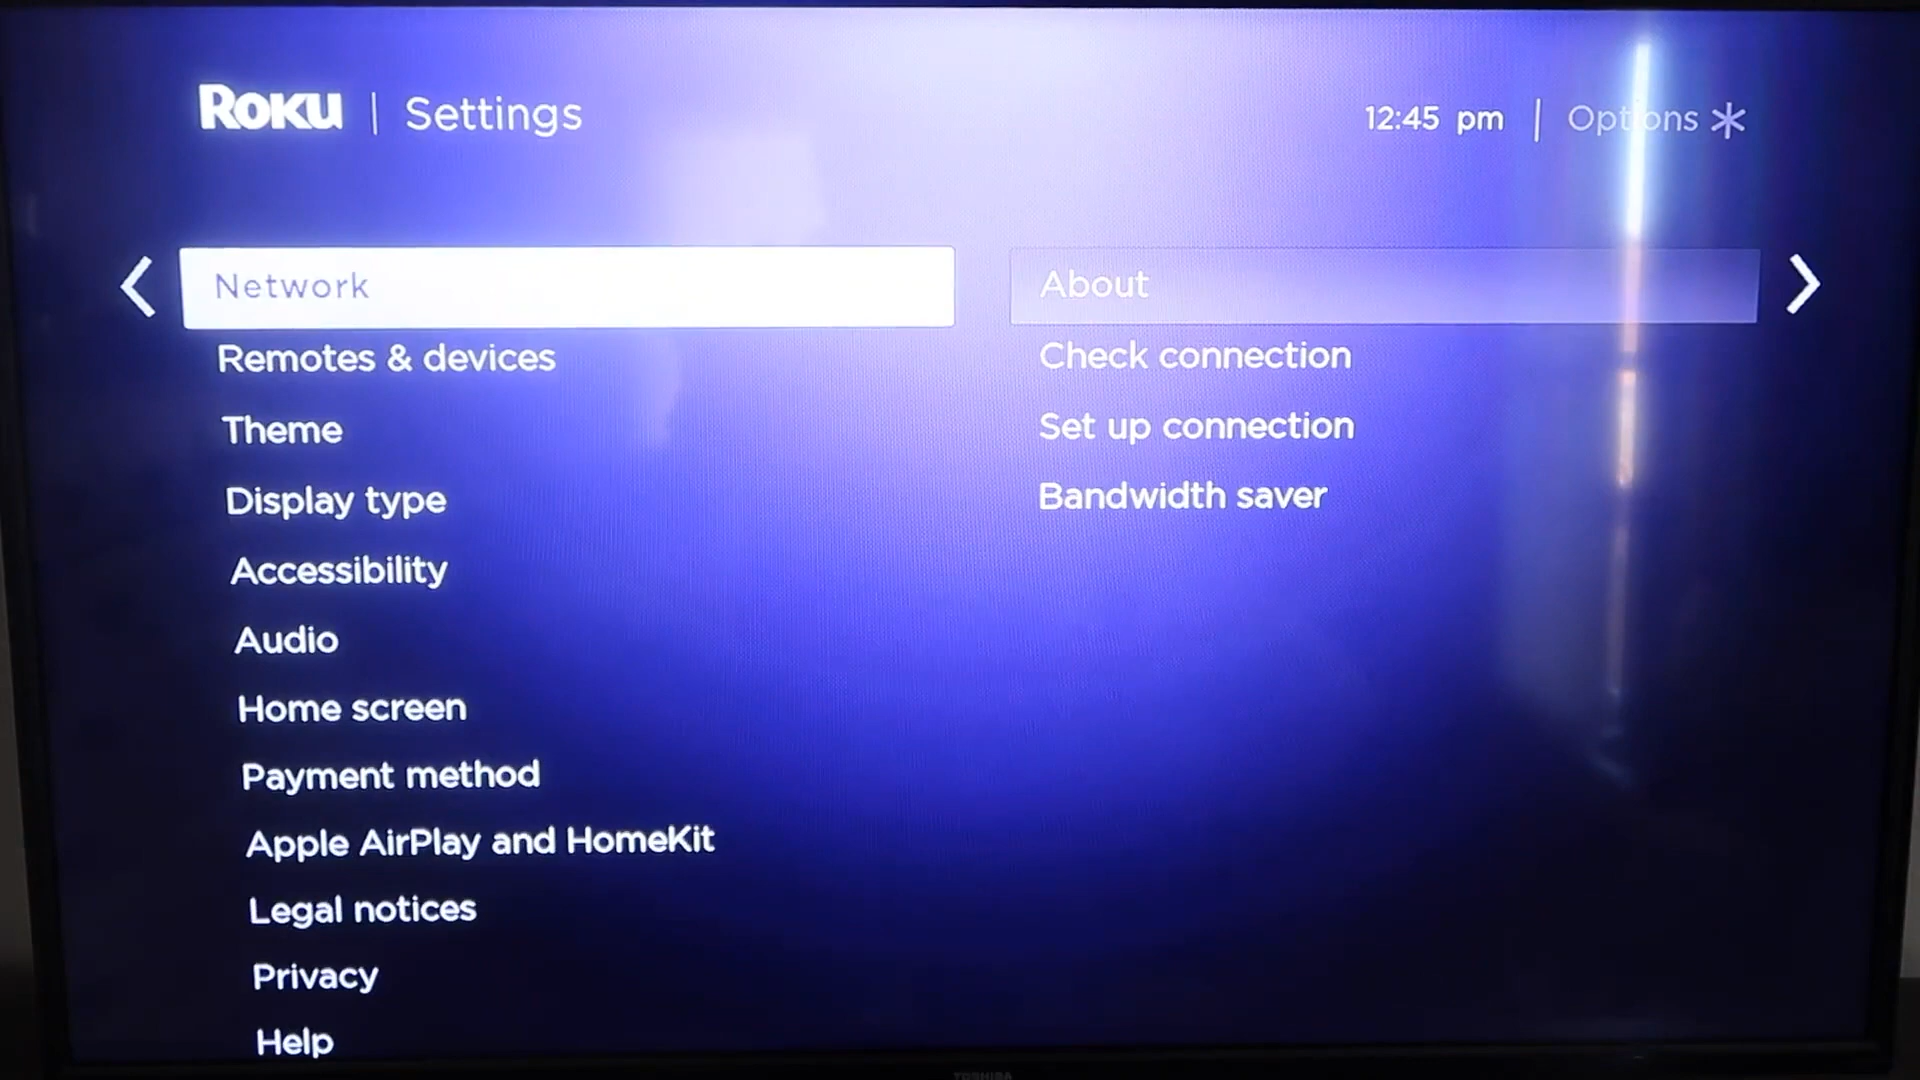 Roku | Settings
12:45 pm | Options *
Network
Remotes & devices
Theme
Display type
Accessibility
Audio
Home screen
Payment method
Apple AirPlay and HomeKit
Legal notices
Privacy
Help
About
Check connection
Set up connection
Bandwidth saver
TOSHIBA